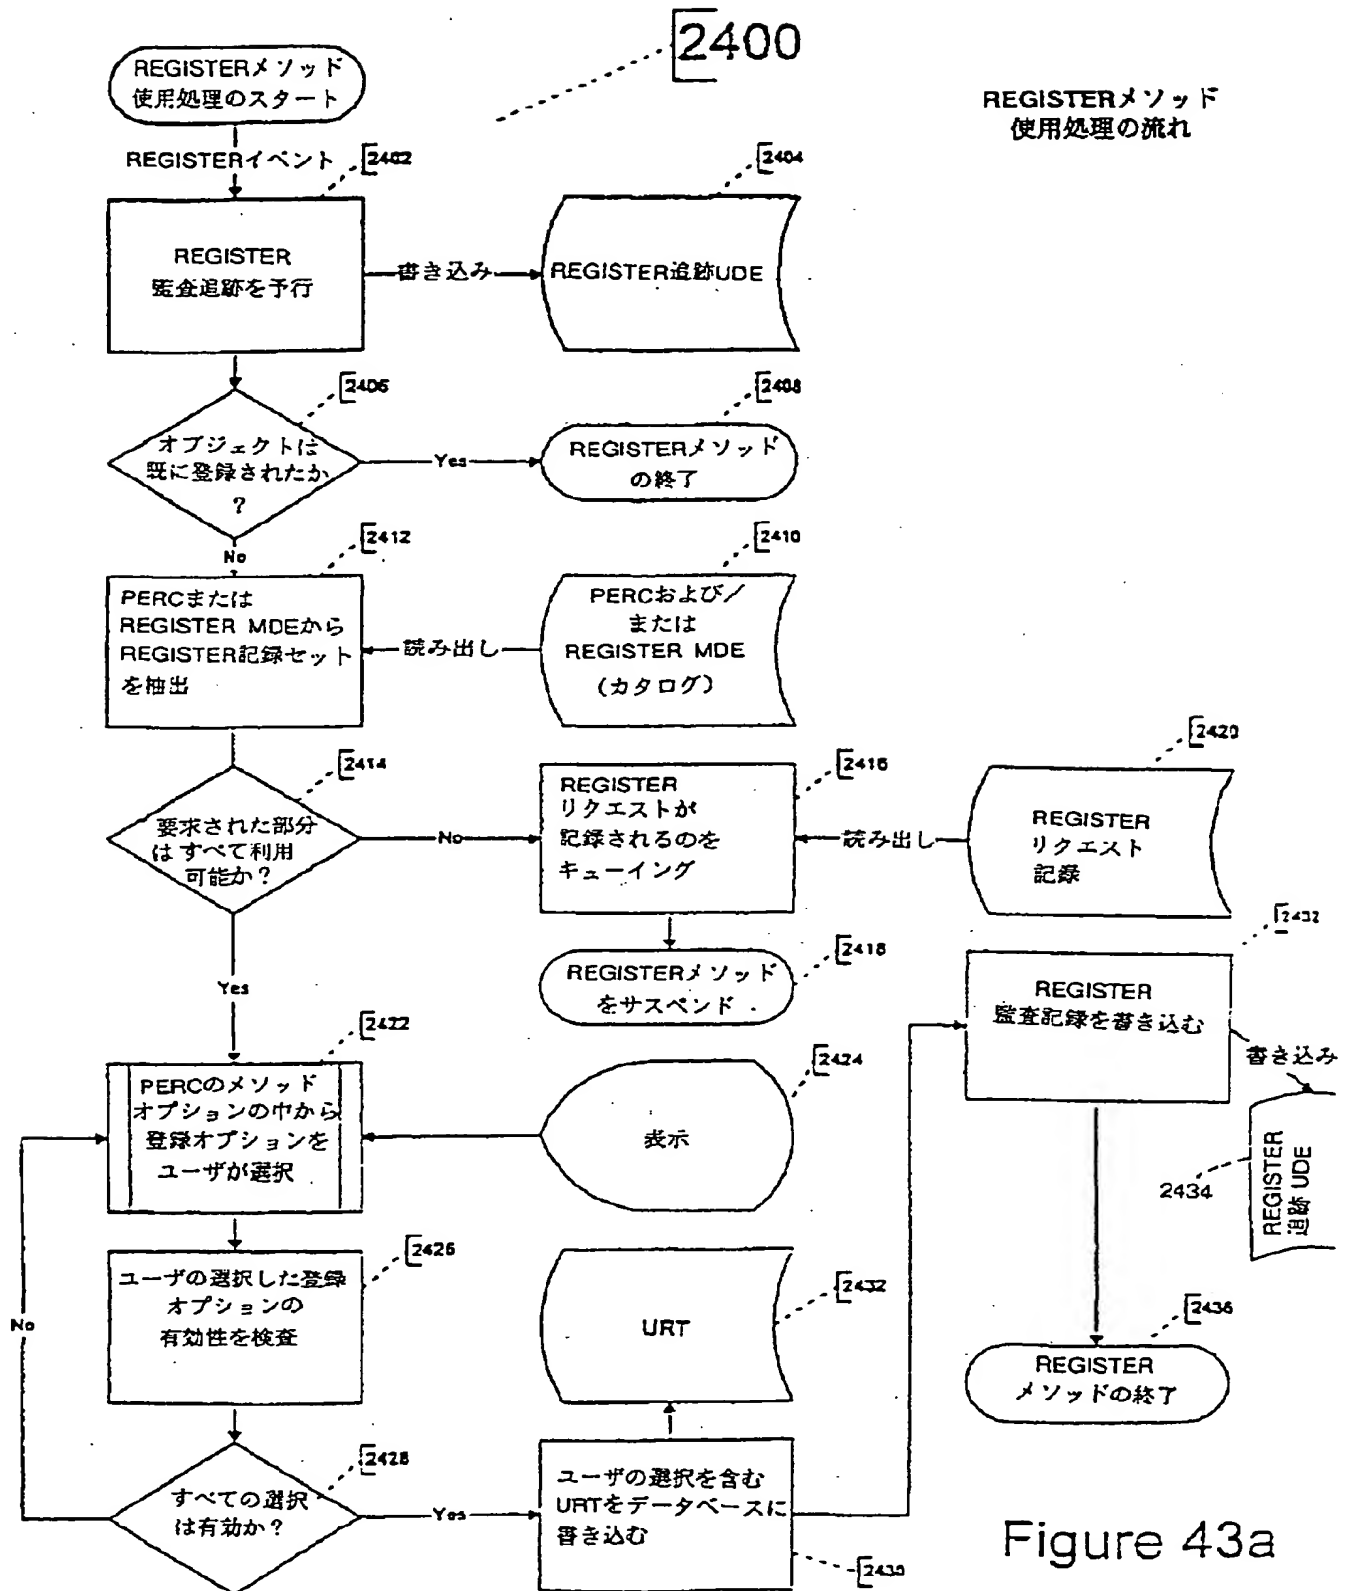 2400
REGISTERメソッド
使用処理のスタート
REGISTERメソッド
使用処理の流れ
REGISTERイベント
2402
2404
REGISTER
監査追跡を予行
書き込み
REGISTER追跡UDE
2406
2408
オブジェクトは
既に登録されたか
?
Yes
REGISTERメソッド
の終了
No
2412
2410
PERCまたは
REGISTER MDEから
REGISTER記録セット
を抽出
読み出し
PERCおよび/
または
REGISTER MDE
(カタログ)
2414
2416
2420
要求された部分
はすべて利用
可能か?
No
REGISTER
リクエストが
記録されるのを
キューイング
読み出し
REGISTER
リクエスト
記録
Yes
2418
REGISTERメソッド
をサスペンド
2432
REGISTER
監査記録を書き込む
書き込み
2434
REGISTER
追跡 UDE
2422
2424
PERCのメソッド
オプションの中から
登録オプションを
ユーザが選択
表示
2426
ユーザの選択した登録
オプションの
有効性を検査
No
2432
URT
2436
REGISTER
メソッドの終了
2428
すべての選択
は有効か?
Yes
ユーザの選択を含む
URTをデータベースに
書き込む
2430
Figure 43a